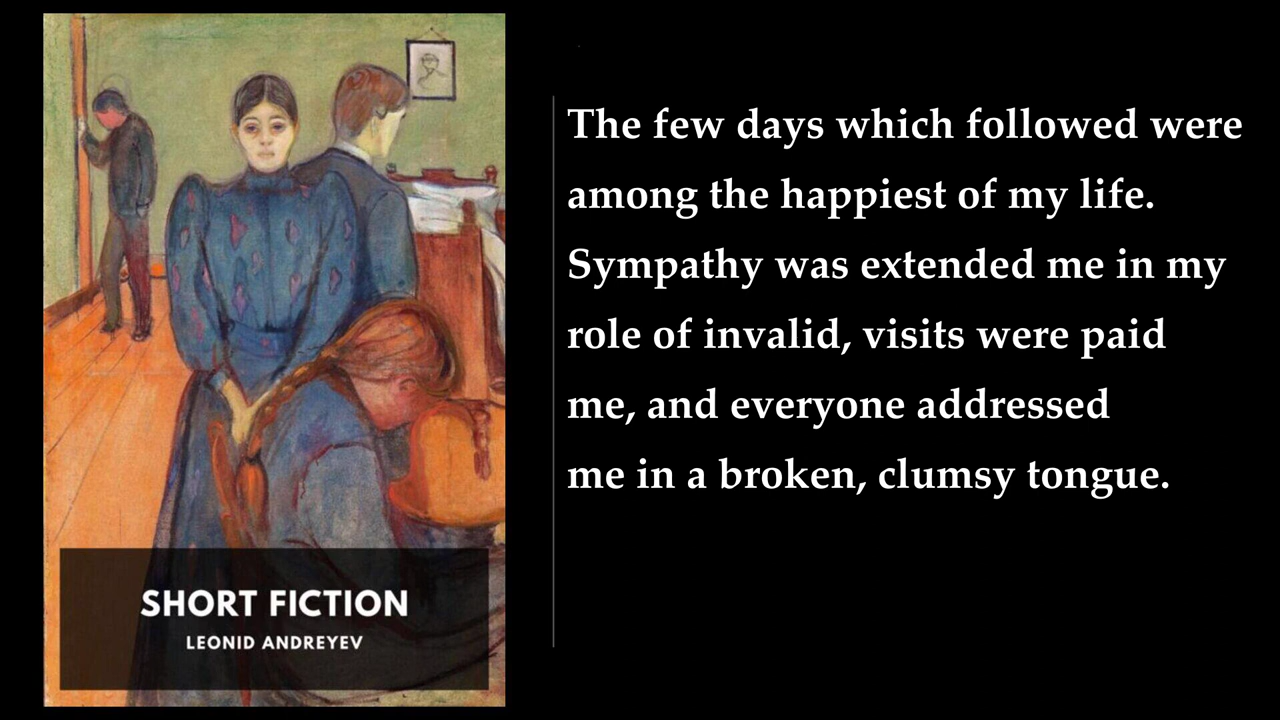 SHORT FICTION
LEONID ANDREYEV
The few days which followed were
among the happiest of my life.
Sympathy was extended me in my
role of invalid, visits were paid
me, and everyone addressed
me in a broken, clumsy tongue.